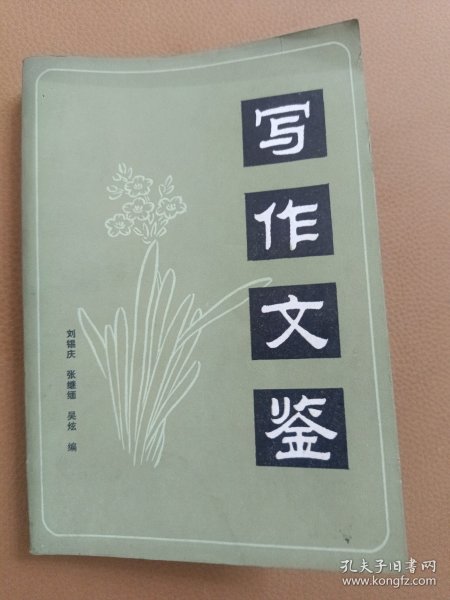 写作文鉴
刘锡庆 张继缅 吴炫 编
孔夫子旧书网
www.kongfz.com